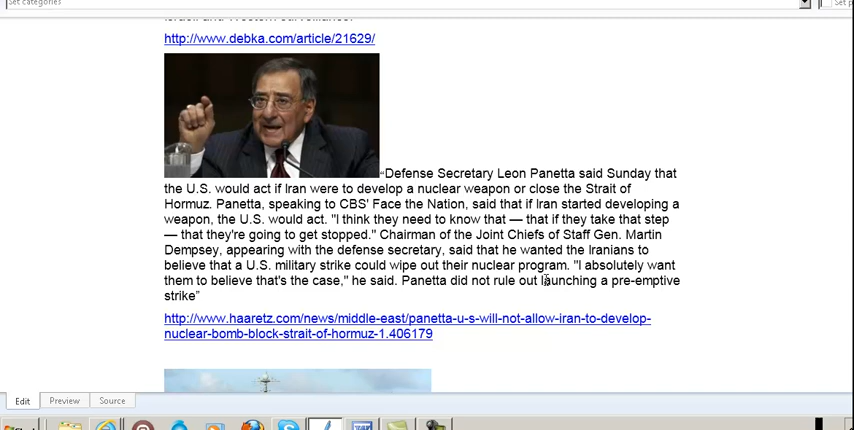 Set categories
Set p
http://www.debka.com/article/21629/
“Defense Secretary Leon Panetta said Sunday that
the U.S. would act if Iran were to develop a nuclear weapon or close the Strait of
Hormuz. Panetta, speaking to CBS' Face the Nation, said that if Iran started developing a
weapon, the U.S. would act. "I think they need to know that — that if they take that step
— that they're going to get stopped." Chairman of the Joint Chiefs of Staff Gen. Martin
Dempsey, appearing with the defense secretary, said that he wanted the Iranians to
believe that a U.S. military strike could wipe out their nuclear program. "I absolutely want
them to believe that's the case," he said. Panetta did not rule out launching a pre-emptive
strike”
http://www.haaretz.com/news/middle-east/panetta-u-s-will-not-allow-iran-to-develop-
nuclear-bomb-block-strait-of-hormuz-1.406179
Edit
Preview
Source